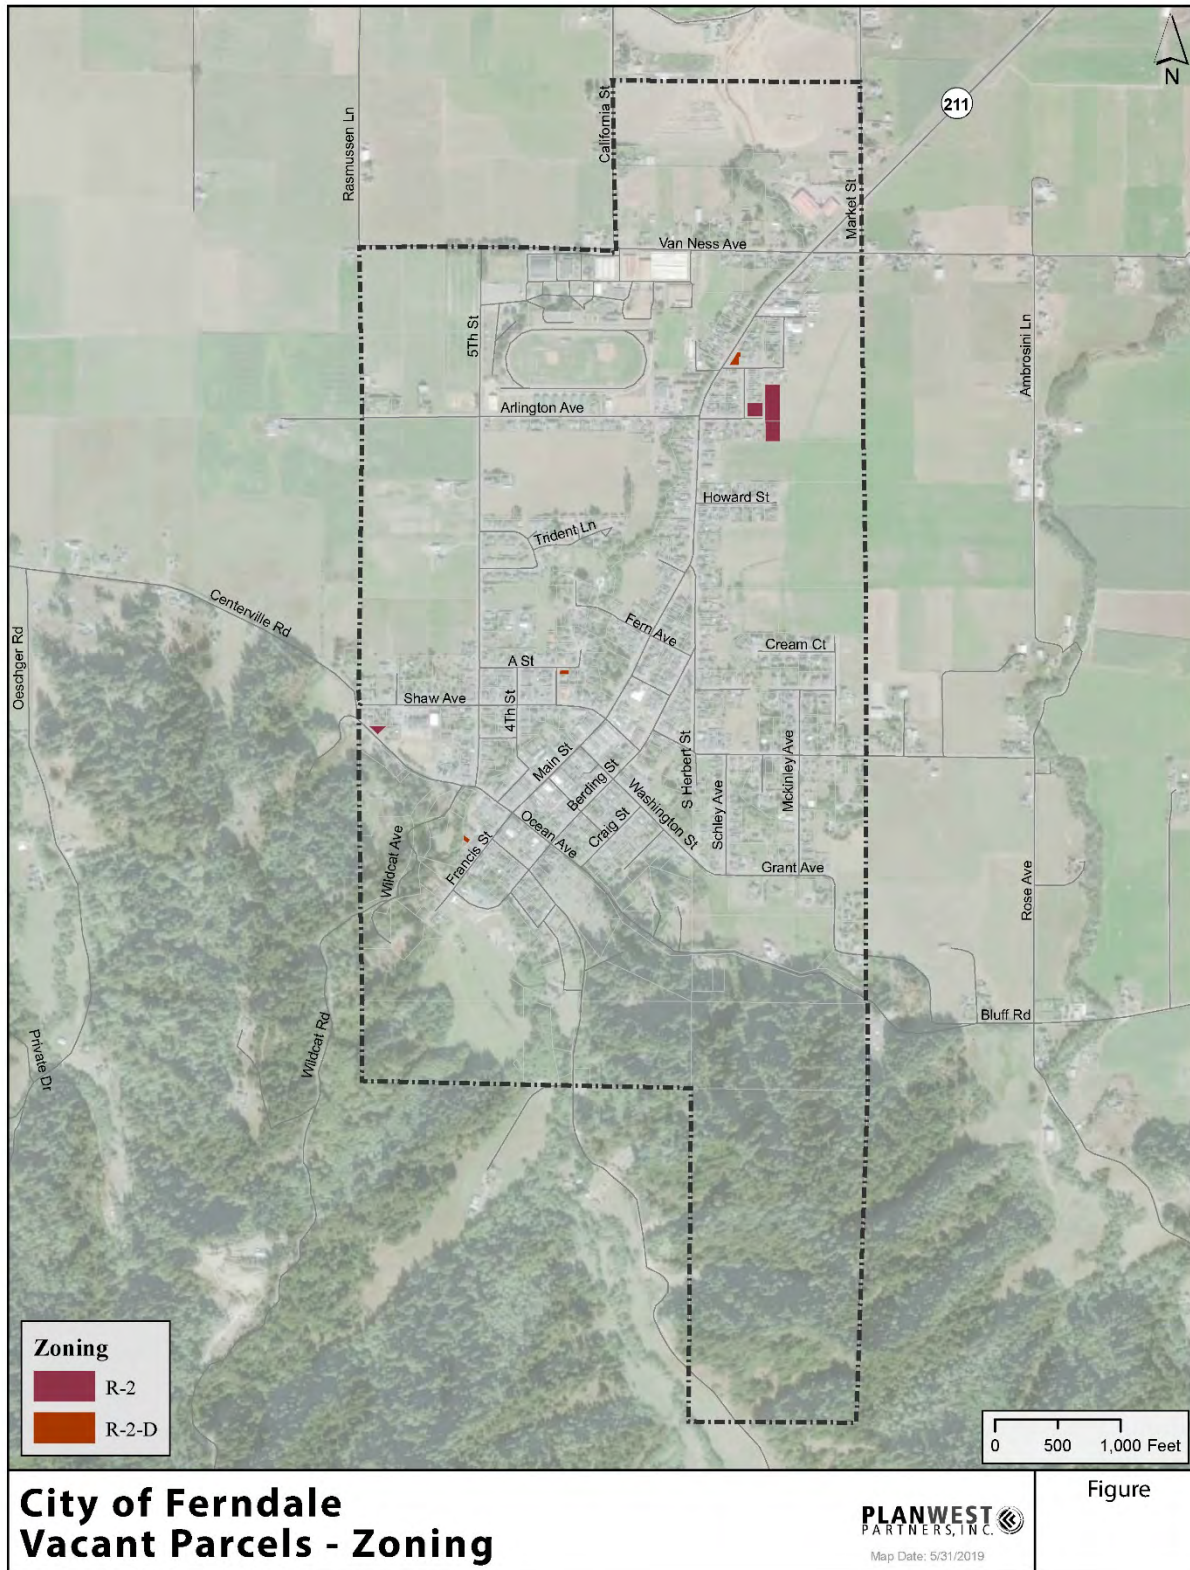 N
211
California St
Rasmussen Ln
Market St
Van Ness Ave
5Th St
Ambrosini Ln
Arlington Ave
Howard St
Trident Ln
Centerville Rd
Fern Ave
Oeschger Rd
Cream Ct
A St
Shaw Ave
4Th St
Main St
S Herbert St
Mckinley Ave
Berding St
Washington St
Schley Ave
Ocean Ave
Craig St
Wildcat Ave
Francis St
Grant Ave
Rose Ave
Bluff Rd
Wildcat Rd
Private Dr
Zoning
R-2
R-2-D
0 500 1,000 Feet
City of Ferndale
Vacant Parcels - Zoning
PLANWEST
PARTNERS, INC.
Map Date: 5/31/2019
Figure